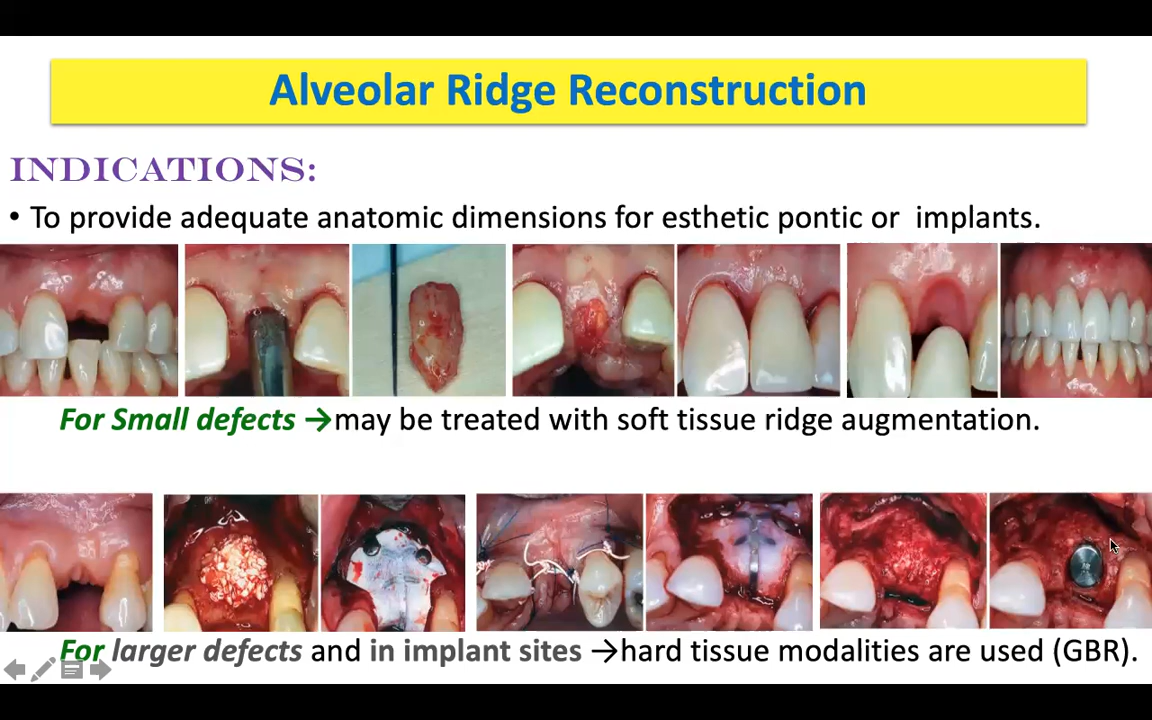 Alveolar Ridge Reconstruction
INDICATIONS:
• To provide adequate anatomic dimensions for esthetic pontic or implants.
For Small defects →may be treated with soft tissue ridge augmentation.
For larger defects and in implant sites →hard tissue modalities are used (GBR).